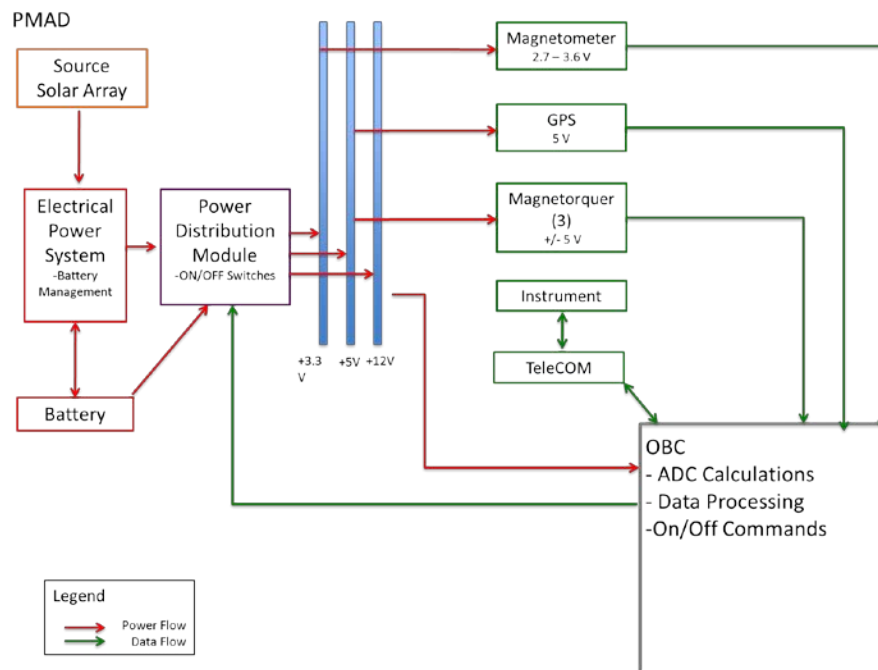 PMAD
Source
Solar Array
Electrical
Power
System
-Battery
Management
Battery
Power
Distribution
Module
-ON/OFF Switches
+3.3
V
+5V
+12V
Magnetometer
2.7 – 3.6 V
GPS
5 V
Magnetorquer
(3)
+/- 5 V
Instrument
TeleCOM
OBC
- ADC Calculations
- Data Processing
-On/Off Commands
Legend
Power Flow
Data Flow